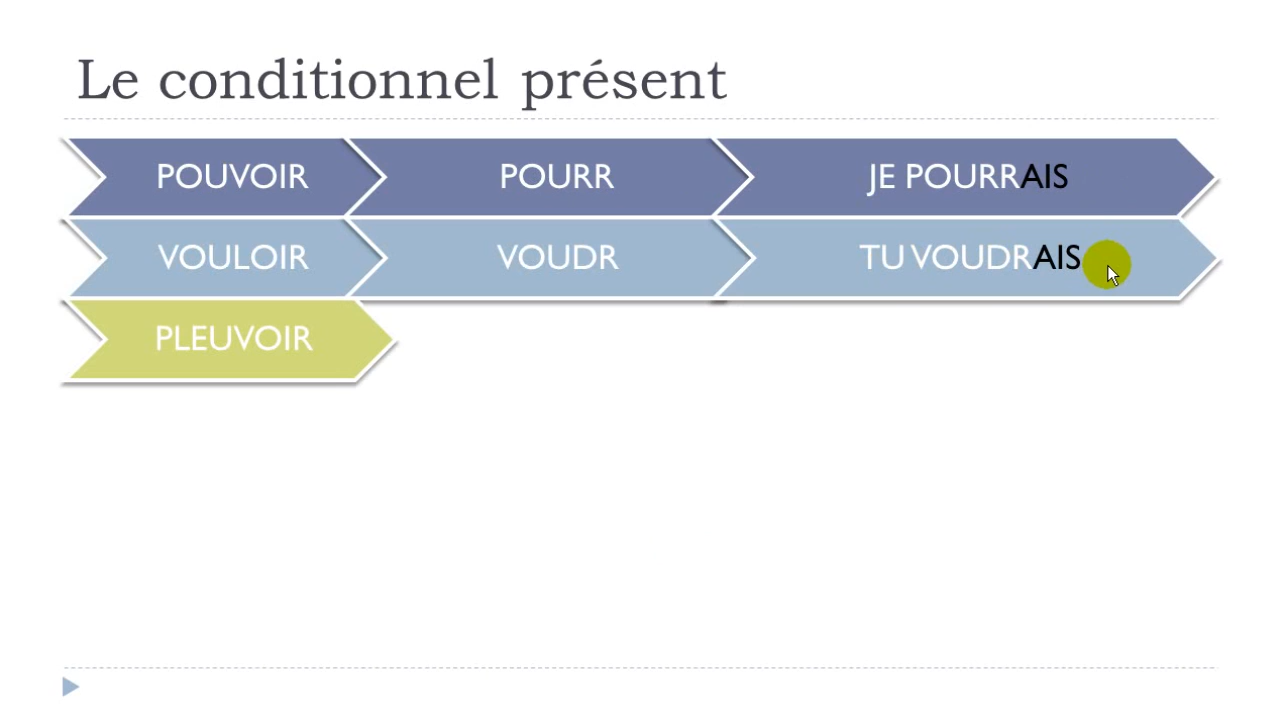 Le conditionnel présent
POUVOIR POURR JE POURRAIS
VOULOIR VOUDR TU VOUDRAIS
PLEUVOIR